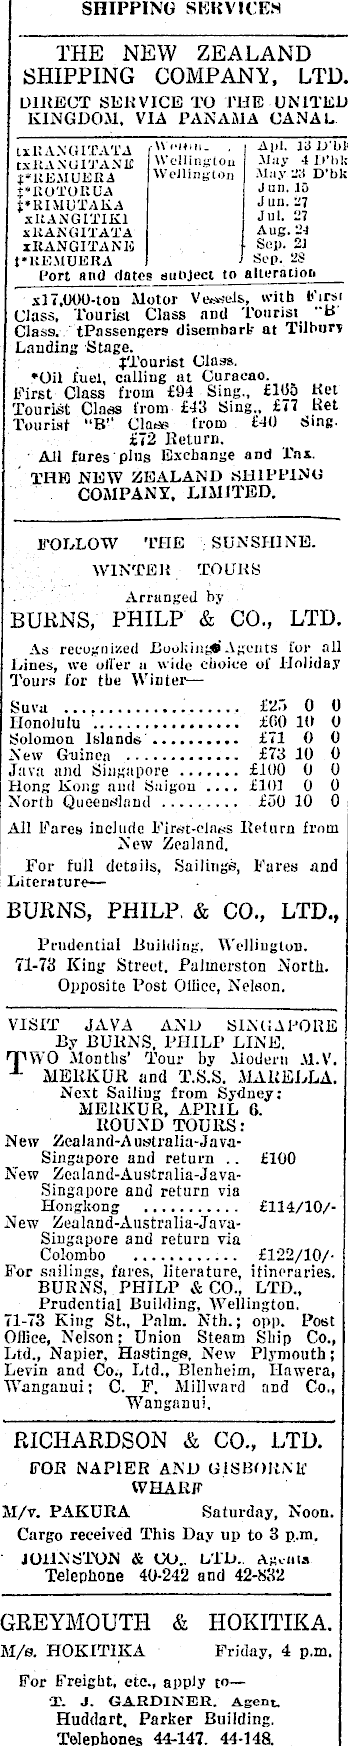 SHIPPING SERVICES
THE NEW ZEALAND
SHIPPING COMPANY, LTD.
DIRECT SERVICE TO THE UNITED
KINGDOM, VIA PANAMA CANAL.
‡xRANGITATA Apl. 13 D'bk
‡xRANGITANE Wellington May 4 D'bk
‡*REMUERA Wellington May 23 D'bk
‡*ROTORUA Jun. 15
‡*RIMUTAKA Jun. 27
xRANGITIKI Jul. 27
xRANGITATA Aug. 24
xRANGITANE Sep. 21
‡*REMUERA Sep. 28
Port and dates subject to alteration
x17,000-ton Motor Vessels, with First
Class, Tourist Class and Tourist "B"
Class. †Passengers disembark at Tilbury
Landing Stage.
‡Tourist Class.
*Oil fuel, calling at Curacao.
First Class from £94 Sing., £165 Ret
Tourist Class from £43 Sing., £77 Ret
Tourist "B" Class from £40 Sing.
£72 Return.
All fares plus Exchange and Tax.
THE NEW ZEALAND SHIPPING
COMPANY, LIMITED.
FOLLOW THE SUNSHINE.
WINTER TOURS
Arranged by
BURNS, PHILP & CO., LTD.
As recognized Booking Agents for all
Lines, we offer a wide choice of Holiday
Tours for the Winter—
Suva .................. £25 0 0
Honolulu ............... £60 10 0
Solomon Islands .......... £71 0 0
New Guinea ............. £73 10 0
Java and Singapore ....... £100 0 0
Hong Kong and Saigon .... £101 0 0
North Queensland ......... £50 10 0
All Fares include First-class Return from
New Zealand.
For full details, Sailings, Fares and
Literature—
BURNS, PHILP & CO., LTD.,
Prudential Building, Wellington.
71-73 King Street, Palmerston North.
Opposite Post Office, Nelson.
VISIT JAVA AND SINGAPORE
By BURNS, PHILP LINE.
TWO Months' Tour by Modern M.V.
MERKUR and T.S.S. MARELLA.
Next Sailing from Sydney:
MERKUR, APRIL 6.
ROUND TOURS:
New Zealand-Australia-Java-
Singapore and return .. £100
New Zealand-Australia-Java-
Singapore and return via
Hongkong ........... £114/10/-
New Zealand-Australia-Java-
Singapore and return via
Colombo ............ £122/10/-
For sailings, fares, literature, itineraries.
BURNS, PHILP & CO., LTD.,
Prudential Building, Wellington.
71-73 King St., Palm. Nth.; opp. Post
Office, Nelson; Union Steam Ship Co.,
Ltd., Napier, Hastings, New Plymouth;
Levin and Co., Ltd., Blenheim, Hawera,
Wanganui; C. F. Millward and Co.,
Wanganui.
RICHARDSON & CO., LTD.
FOR NAPIER AND GISBORNE
WHARF
M/v. PAKURA Saturday, Noon.
Cargo received This Day up to 3 p.m.
JOHNSTON & CO., LTD., Agents
Telephone 40-242 and 42-832
GREYMOUTH & HOKITIKA.
M/s. HOKITIKA Friday, 4 p.m.
For Freight, etc., apply to—
T. J. GARDINER, Agent.
Huddart, Parker Building.
Telephones 44-147, 44-148.